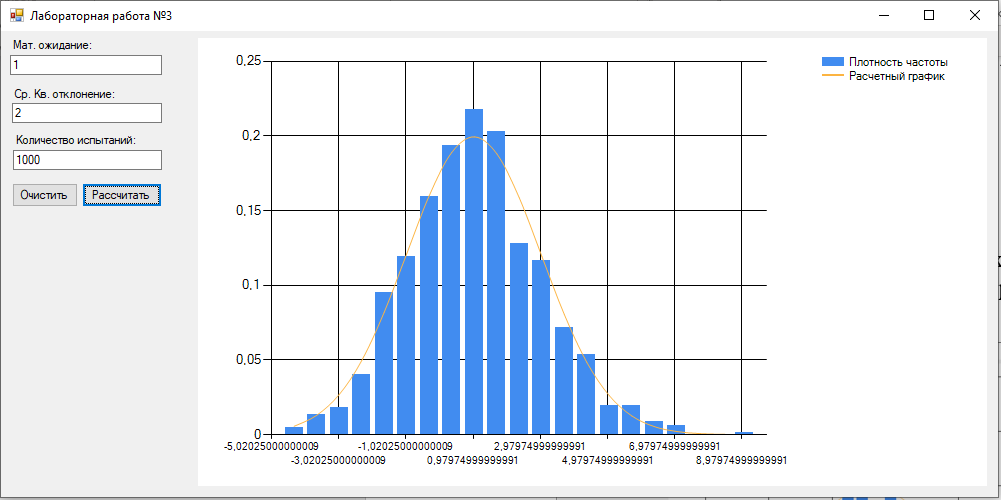 Лабораторная работа №3
Мат. ожидание:
1
Ср. Кв. отклонение:
2
Количество испытаний:
1000
Очистить Рассчитать
Плотность частоты
Расчетный график
0,25
0,2
0,15
0,1
0,05
0
-5,02025000000009 -1,02025000000009 2,97974999999991 6,97974999999991
-3,02025000000009 0,97974999999991 4,97974999999991 8,97974999999991